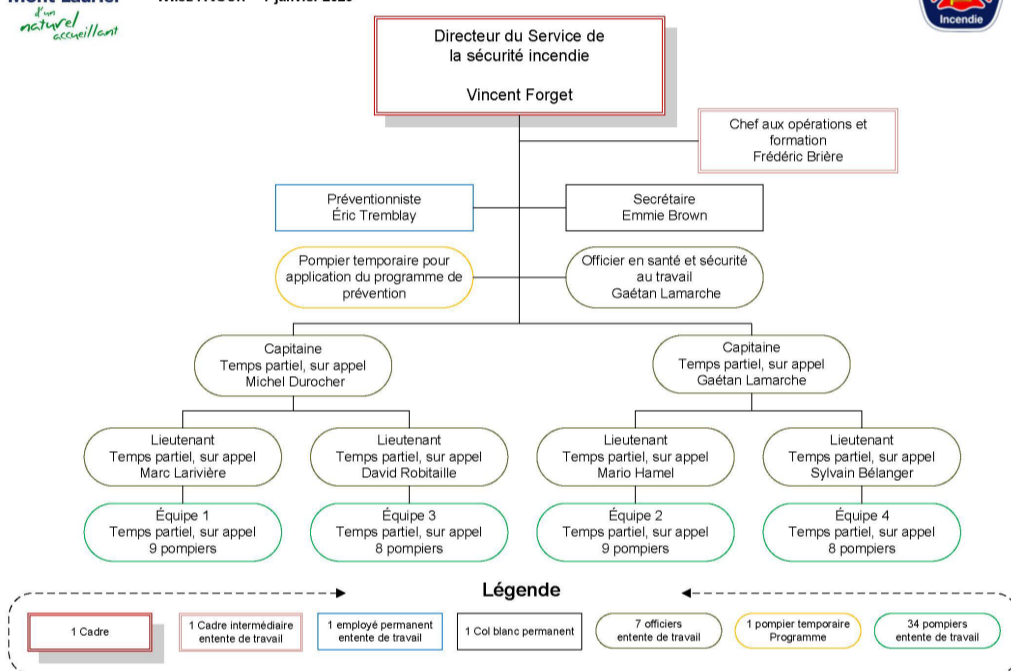 d'un
naturel
accueillant
Incendie
Directeur du Service de
la sécurité incendie
Vincent Forget
Chef aux opérations et
formation
Frédéric Brière
Préventionniste
Éric Tremblay
Secrétaire
Emmie Brown
Pompier temporaire pour
application du programme de
prévention
Officier en santé et sécurité
au travail
Gaétan Lamarche
Capitaine
Temps partiel, sur appel
Michel Durocher
Capitaine
Temps partiel, sur appel
Gaétan Lamarche
Lieutenant
Temps partiel, sur appel
Marc Larivière
Lieutenant
Temps partiel, sur appel
David Robitaille
Lieutenant
Temps partiel, sur appel
Mario Hamel
Lieutenant
Temps partiel, sur appel
Sylvain Bélanger
Équipe 1
Temps partiel, sur appel
9 pompiers
Équipe 3
Temps partiel, sur appel
8 pompiers
Équipe 2
Temps partiel, sur appel
9 pompiers
Équipe 4
Temps partiel, sur appel
8 pompiers
Légende
1 Cadre
1 Cadre intermédiaire
entente de travail
1 employé permanent
entente de travail
1 Col blanc permanent
7 officiers
entente de travail
1 pompier temporaire
Programme
34 pompiers
entente de travail